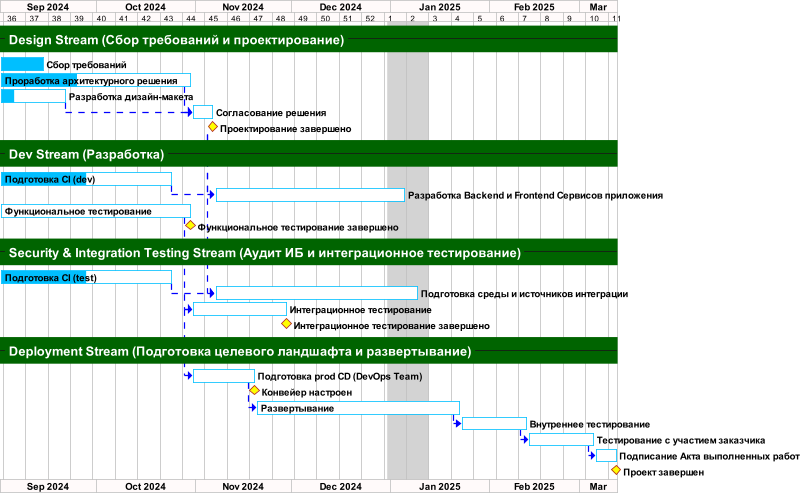 Sep 2024 Oct 2024 Nov 2024 Dec 2024 Jan 2025 Feb 2025 Mar
36 37 38 39 40 41 42 43 44 45 46 47 48 49 50 51 52 1 2 3 4 5 6 7 8 9 10 11
Design Stream (Сбор требований и проектирование)
Сбор требований
Проработка архитектурного решения
Разработка дизайн-макета
Согласование решения
Проектирование завершено
Dev Stream (Разработка)
Подготовка CI (dev)
Разработка Backend и Frontend Сервисов приложения
Функциональное тестирование
Функциональное тестирование завершено
Security & Integration Testing Stream (Аудит ИБ и интеграционное тестирование)
Подготовка CI (test)
Подготовка среды и источников интеграции
Интеграционное тестирование
Интеграционное тестирование завершено
Deployment Stream (Подготовка целевого ландшафта и развертывание)
Подготовка prod CD (DevOps Team)
Конвейер настроен
Развертывание
Внутреннее тестирование
Тестирование с участием заказчика
Подписание Акта выполненных работ
Проект завершен
Sep 2024 Oct 2024 Nov 2024 Dec 2024 Jan 2025 Feb 2025 Mar